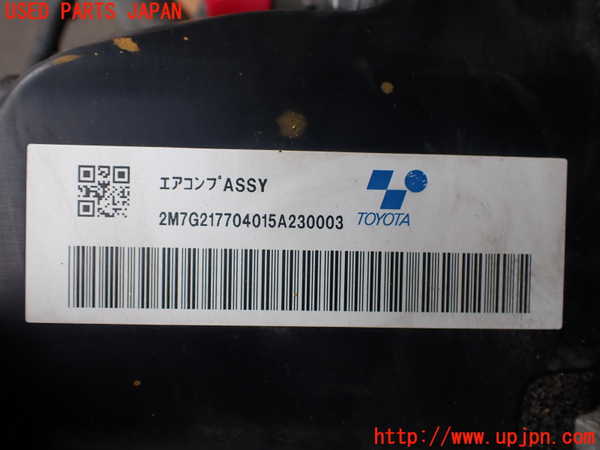 USED PARTS JAPAN
エアコンプASSY
2M7G217704015A230003
TOYOTA
http://www.upjpn.com/